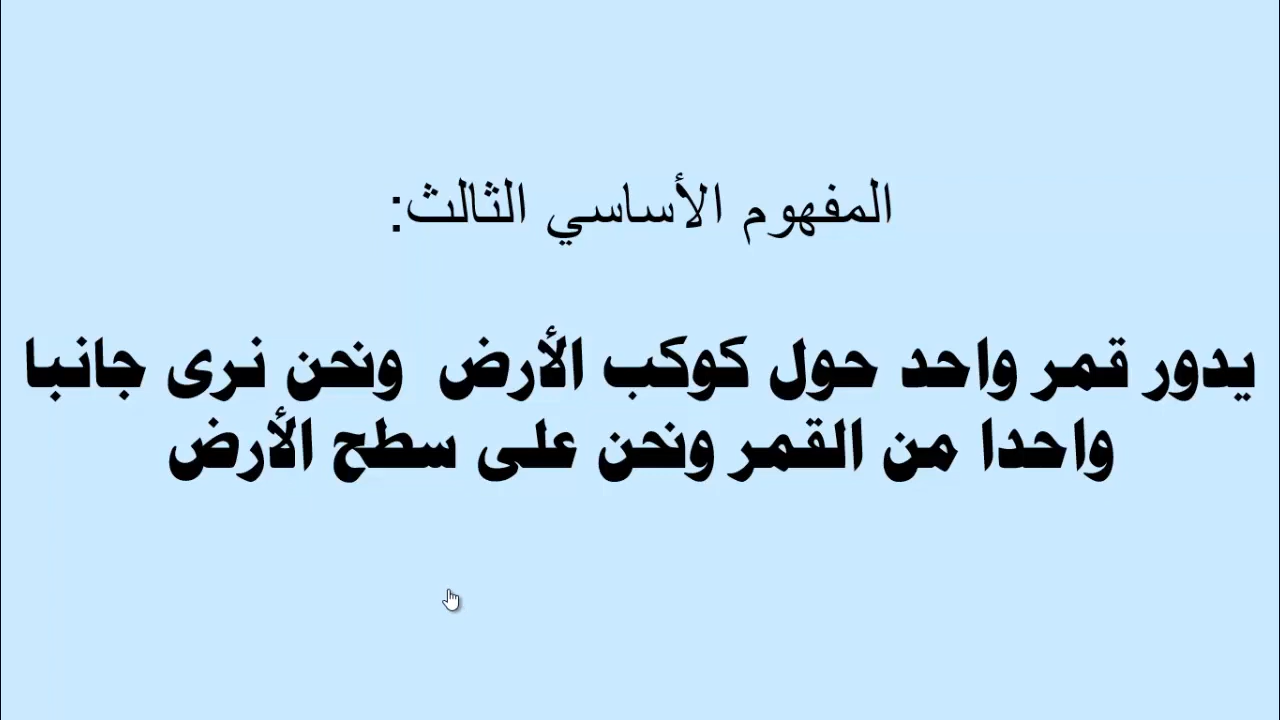 المفهوم الأساسي الثالث:
يدور قمر واحد حول كوكب الأرض ونحن نرى جانبا
واحدا من القمر ونحن على سطح الأرض